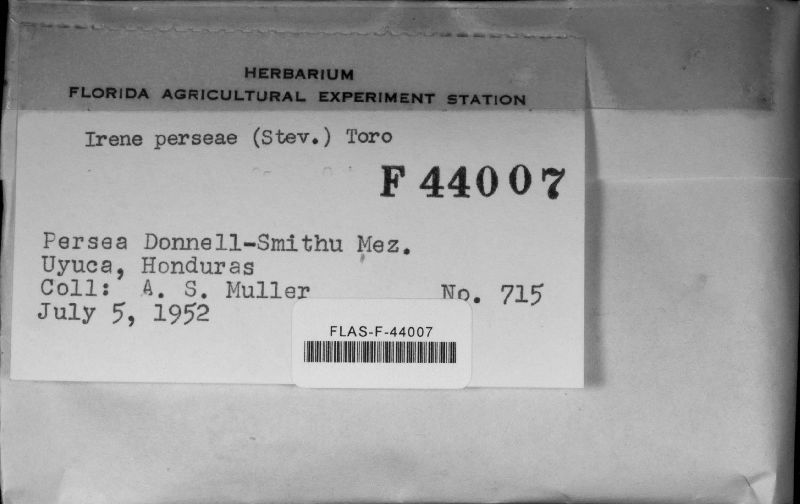 HERBARIUM
FLORIDA AGRICULTURAL EXPERIMENT STATION
Irene perseae (Stev.) Toro
F 44007
Persea Donnell-Smithu Mez.
Uyuca, Honduras
Coll: A. S. Muller No. 715
July 5, 1952
FLAS-F-44007